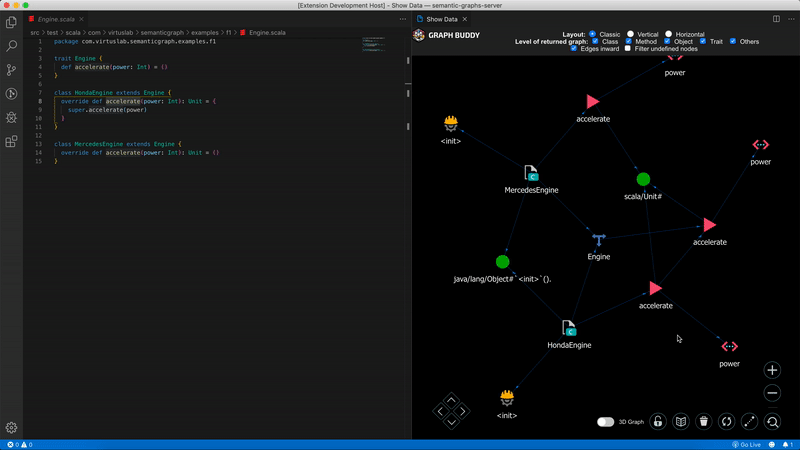 [Extension Development Host] - Show Data — semantic-graphs-server
Engine.scala
src > test > scala > com > virtuslab > semanticgraph > examples > f1 > Engine.scala
1 package com.virtuslab.semanticgraph.examples.f1
2
3 trait Engine {
4 def accelerate(power: Int) = ()
5 }
6
7 class HondaEngine extends Engine {
8 override def accelerate(power: Int): Unit = {
9 super.accelerate(power)
10 }
11 }
12
13 class MercedesEngine extends Engine {
14 override def accelerate(power: Int): Unit = ()
15 }
Show Data
GRAPH BUDDY
Layout: Classic Vertical Horizontal
Level of returned graph: Class Method Object Trait Others
Edges inward Filter undefined nodes
power
accelerate
<init>
power
MercedesEngine
scala/Unit#
accelerate
Engine
java/lang/Object#`<init>`().
accelerate
HondaEngine
power
<init>
3D Graph
0 0
Go Live
1